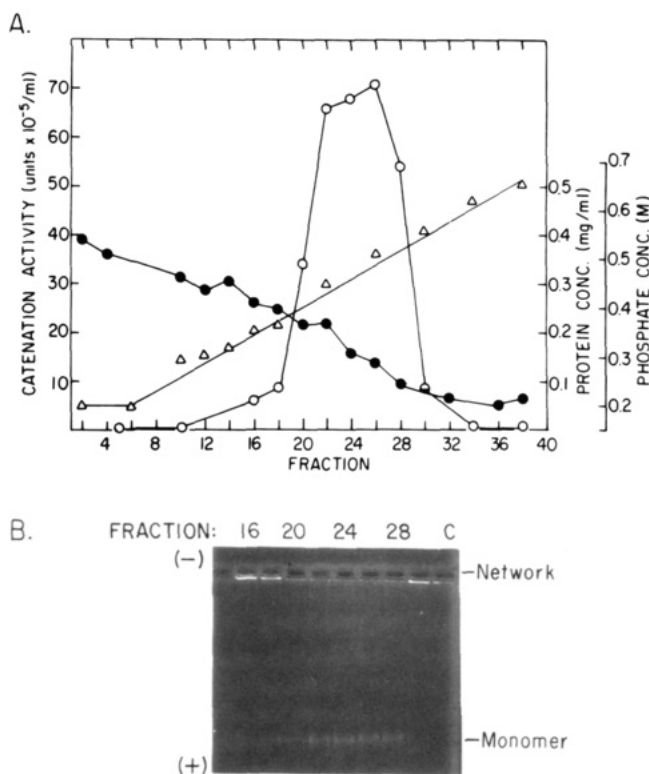 A.
CATENATION ACTIVITY (units x 10⁻⁵/ml)
70
60
50
40
30
20
10
4 8 12 16 20 24 28 32 36 40
FRACTION
0.5
0.4
0.3
0.2
0.1
PROTEIN CONC. (mg/ml)
0.7
0.6
0.5
0.4
0.3
0.2
PHOSPHATE CONC. (M)
B.
FRACTION: 16 20 24 28 C
(-)
-Network
-Monomer
(+)